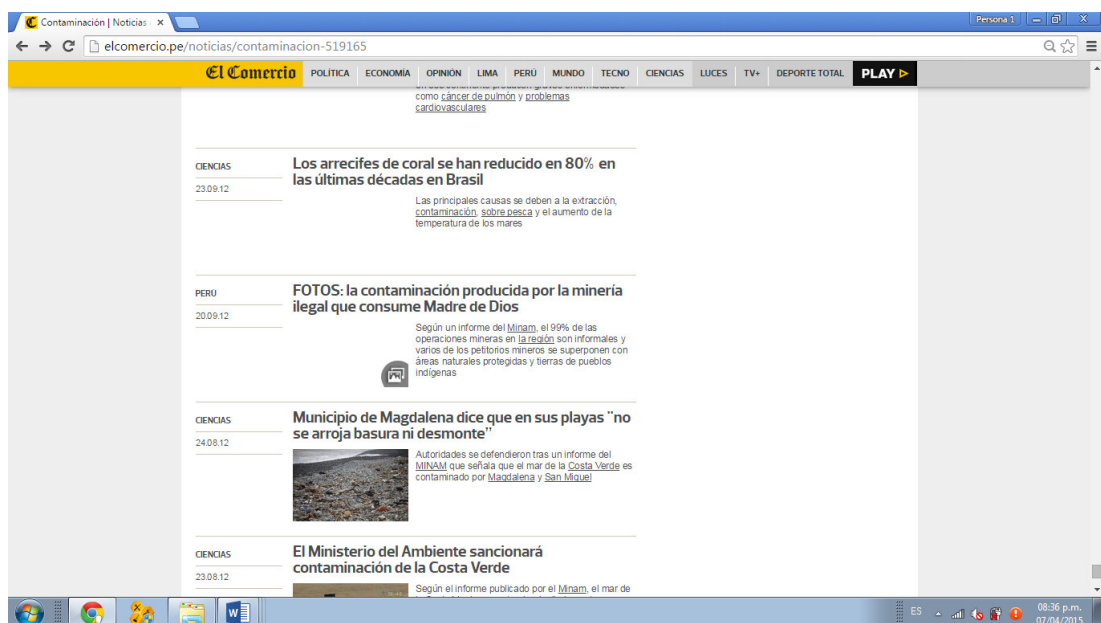 Contaminación | Noticias
Persona 1
elcomercio.pe/noticias/contaminacion-519165
El Comercio POLÍTICA ECONOMÍA OPINIÓN LIMA PERÚ MUNDO TECNO CIENCIAS LUCES TV+ DEPORTE TOTAL PLAY
como cáncer de pulmón y problemas
cardiovasculares
CIENCIAS
23.09.12
Los arrecifes de coral se han reducido en 80% en
las últimas décadas en Brasil
Las principales causas se deben a la extracción,
contaminación, sobre pesca y el aumento de la
temperatura de los mares
PERÚ
20.09.12
FOTOS: la contaminación producida por la minería
ilegal que consume Madre de Dios
Según un informe del Minam, el 99% de las
operaciones mineras en la región son informales y
varios de los petitorios mineros se superponen con
áreas naturales protegidas y tierras de pueblos
indígenas
CIENCIAS
24.08.12
Municipio de Magdalena dice que en sus playas "no
se arroja basura ni desmonte"
Autoridades se defendieron tras un informe del
MINAM que señala que el mar de la Costa Verde es
contaminado por Magdalena y San Miguel
CIENCIAS
23.08.12
El Ministerio del Ambiente sancionará
contaminación de la Costa Verde
Según el informe publicado por el Minam, el mar de
ES
08:36 p.m.
07/04/2015